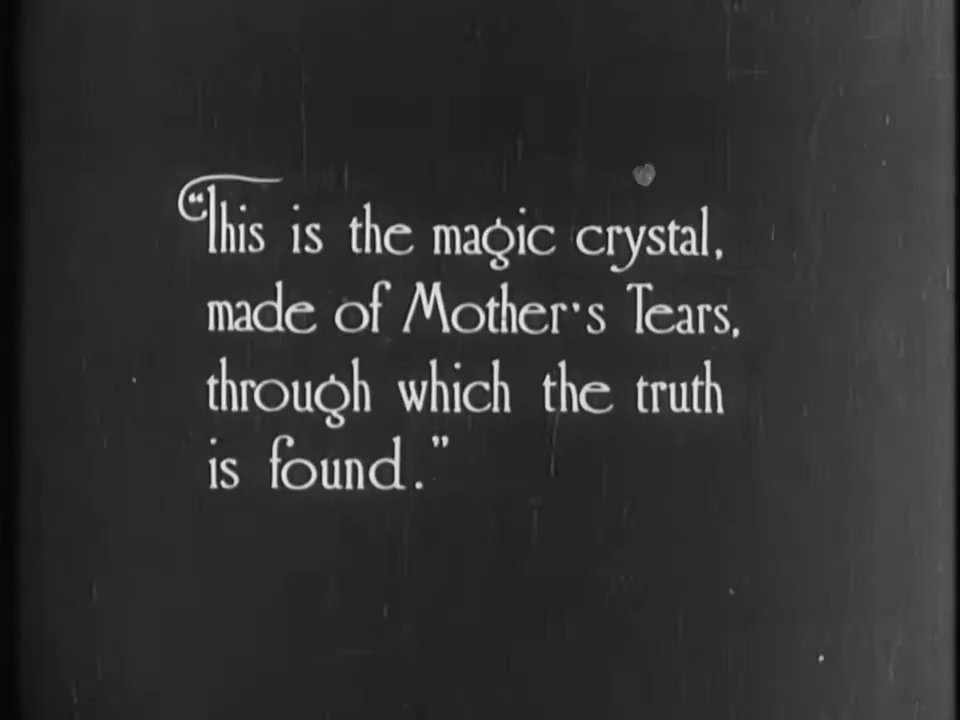 “This is the magic crystal,
made of Mother's Tears,
through which the truth
is found.”